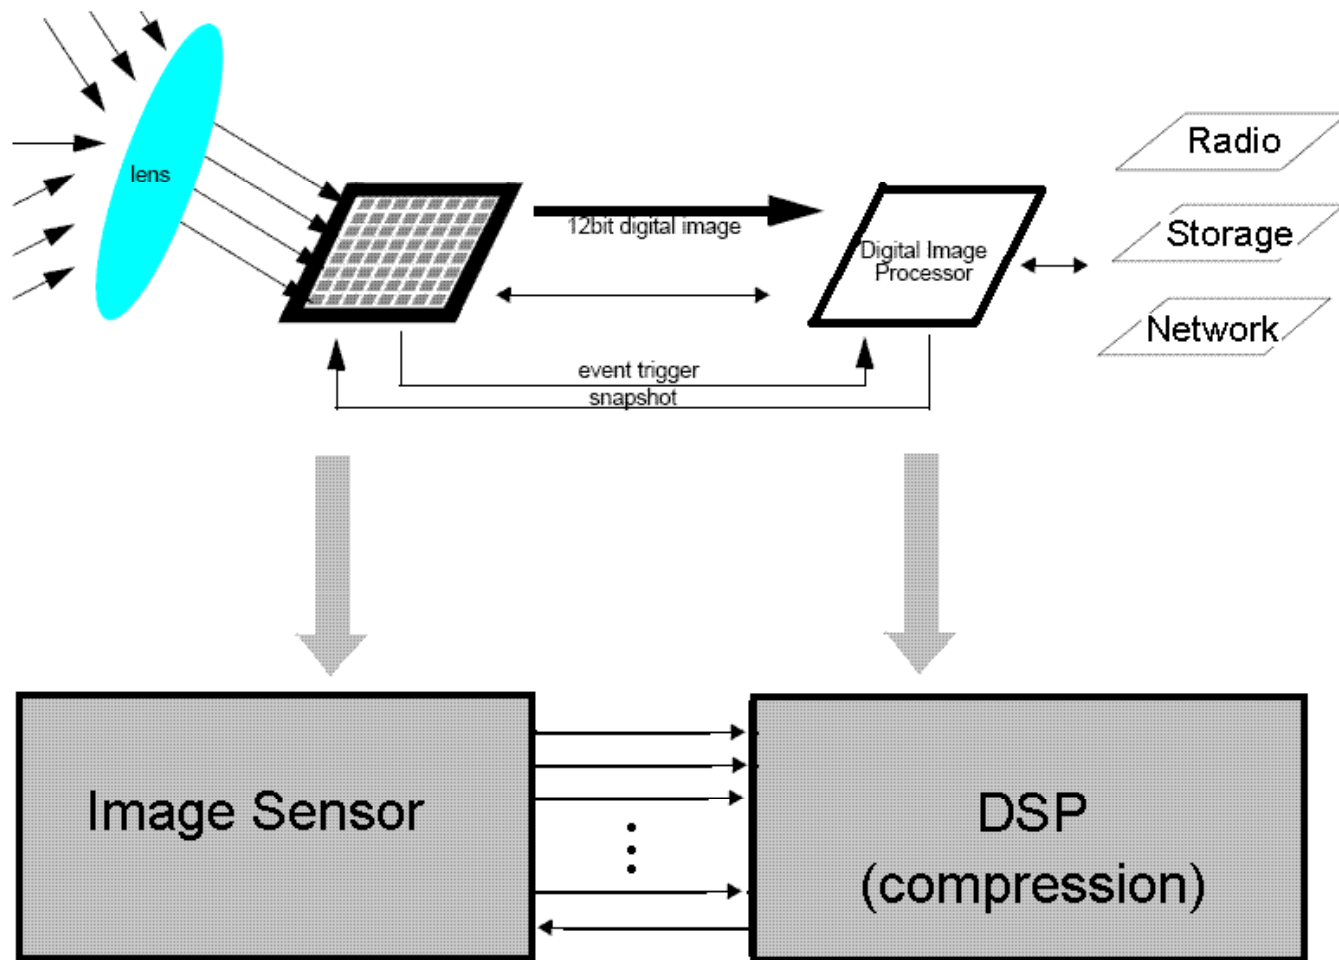 lens
12bit digital image
Digital Image
Processor
Radio
Storage
Network
event trigger
snapshot
Image Sensor
DSP
(compression)